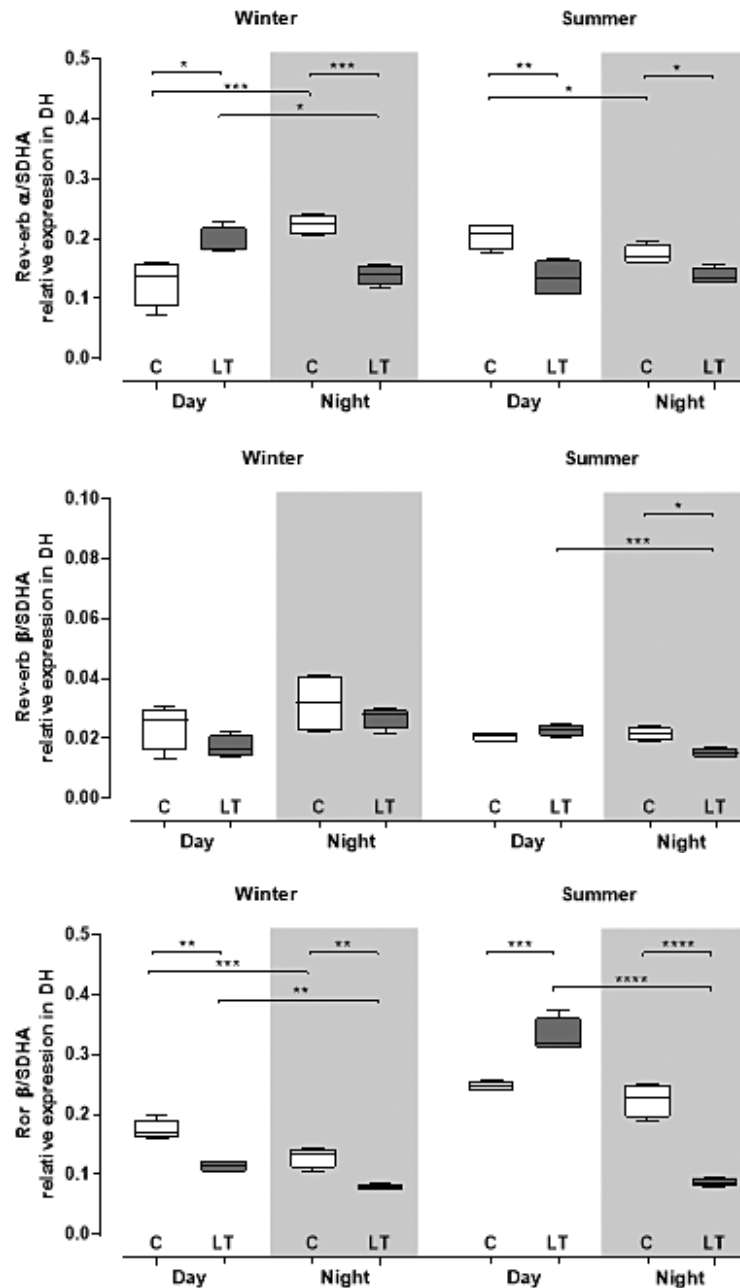 Winter Summer
Rev-erb α/SDHA
relative expression in DH
0.5
0.4
0.3
0.2
0.1
0.0
* *** ** *
*** *
*
C LT C LT C LT C LT
Day Night Day Night
Winter Summer
Rev-erb β/SDHA
relative expression in DH
0.10
0.08
0.06
0.04
0.02
0.00
*
***
C LT C LT C LT C LT
Day Night Day Night
Winter Summer
Ror β/SDHA
relative expression in DH
0.5
0.4
0.3
0.2
0.1
0.0
** ** *** ****
***
** ****
C LT C LT C LT C LT
Day Night Day Night